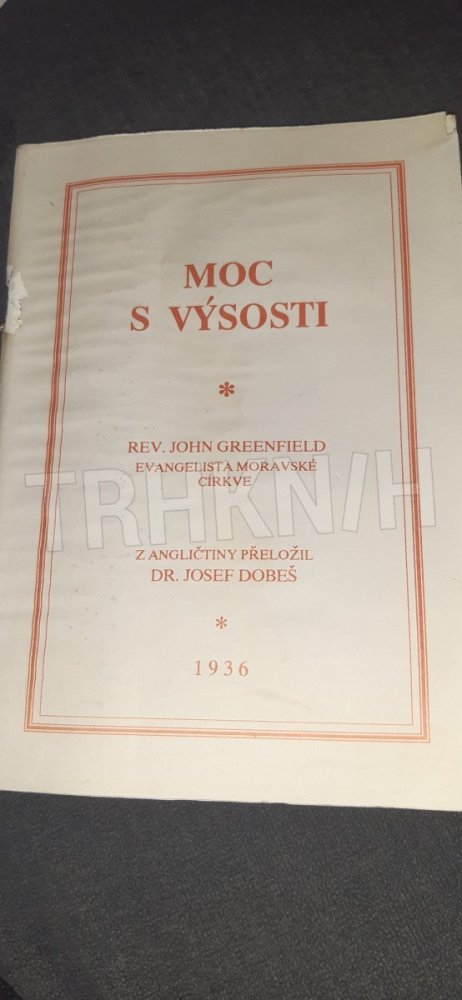 MOC
S VÝSOSTI
*
REV. JOHN GREENFIELD
EVANGELISTA MORAVSKÉ
CÍRKVE
TRHKNIH
Z ANGLIČTINY PŘELOŽIL
DR. JOSEF DOBEŠ
*
1936